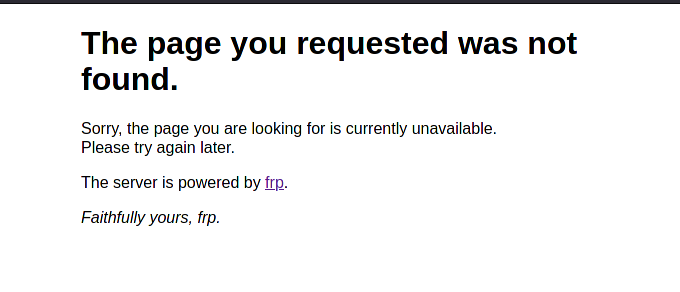 The page you requested was not
found.
Sorry, the page you are looking for is currently unavailable.
Please try again later.
The server is powered by frp.
Faithfully yours, frp.